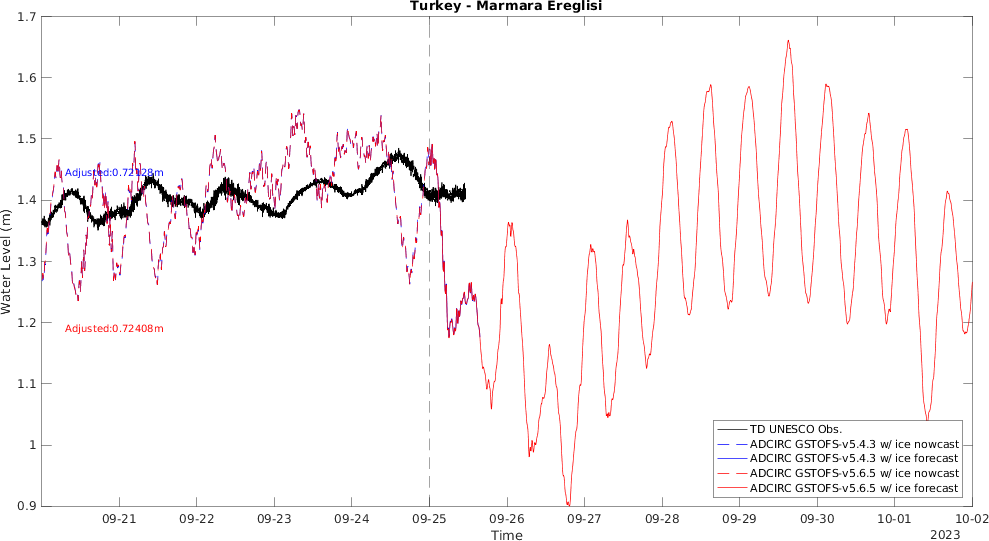 Turkey - Marmara Ereglisi
1.7
1.6
1.5
1.4
1.3
1.2
1.1
1
0.9
Water Level (m)
Adjusted:0.72128m
Adjusted:0.72408m
TD UNESCO Obs.
ADCIRC GSTOFS-v5.4.3 w/ ice nowcast
ADCIRC GSTOFS-v5.4.3 w/ ice forecast
ADCIRC GSTOFS-v5.6.5 w/ ice nowcast
ADCIRC GSTOFS-v5.6.5 w/ ice forecast
09-21 09-22 09-23 09-24 09-25 09-26 09-27 09-28 09-29 09-30 10-01 10-02
Time
2023